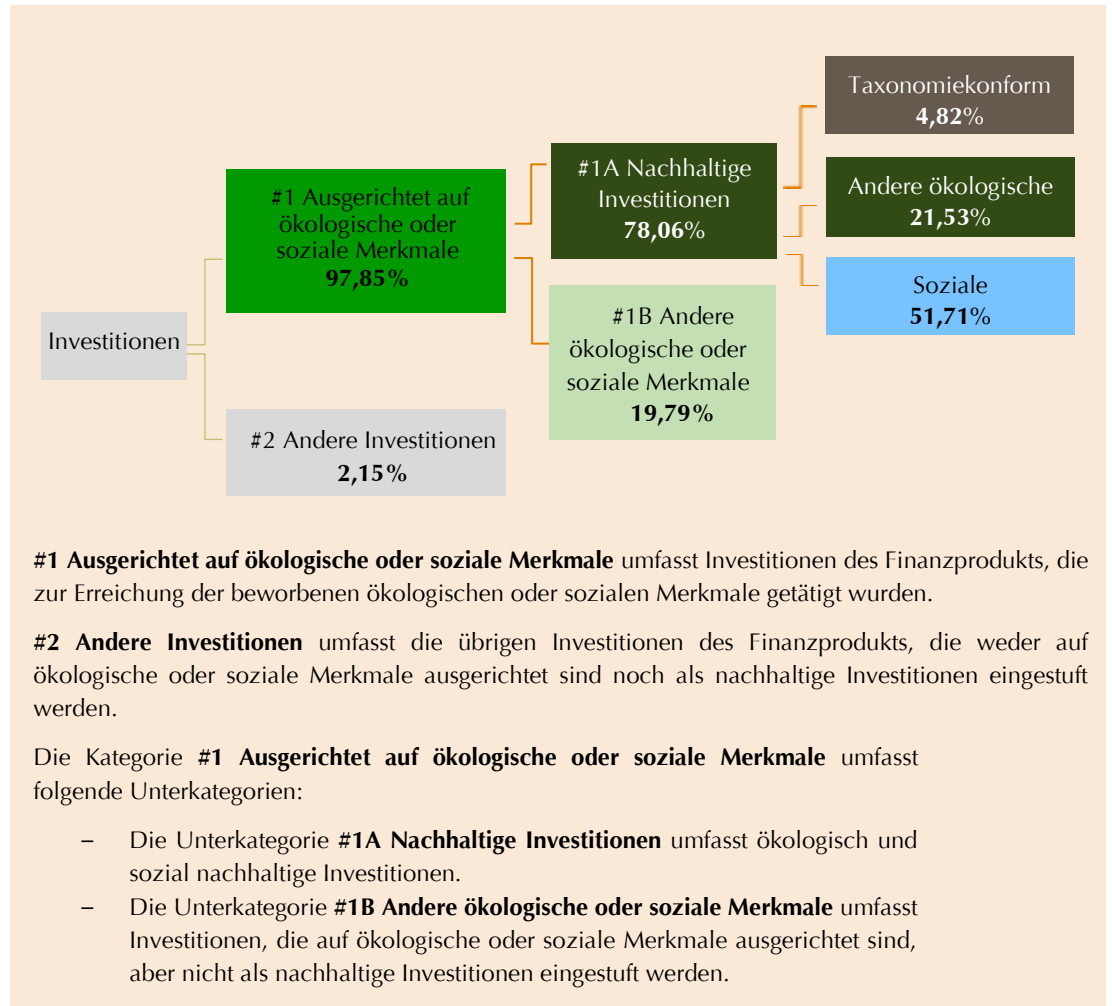 Investitionen
#1 Ausgerichtet auf
ökologische oder
soziale Merkmale
97,85%
#2 Andere Investitionen
2,15%
#1A Nachhaltige
Investitionen
78,06%
#1B Andere
ökologische oder
soziale Merkmale
19,79%
Taxonomiekonform
4,82%
Andere ökologische
21,53%
Soziale
51,71%
#1 Ausgerichtet auf ökologische oder soziale Merkmale umfasst Investitionen des Finanzprodukts, die
zur Erreichung der beworbenen ökologischen oder sozialen Merkmale getätigt wurden.
#2 Andere Investitionen umfasst die übrigen Investitionen des Finanzprodukts, die weder auf
ökologische oder soziale Merkmale ausgerichtet sind noch als nachhaltige Investitionen eingestuft
werden.
Die Kategorie #1 Ausgerichtet auf ökologische oder soziale Merkmale umfasst
folgende Unterkategorien:
– Die Unterkategorie #1A Nachhaltige Investitionen umfasst ökologisch und
sozial nachhaltige Investitionen.
– Die Unterkategorie #1B Andere ökologische oder soziale Merkmale umfasst
Investitionen, die auf ökologische oder soziale Merkmale ausgerichtet sind,
aber nicht als nachhaltige Investitionen eingestuft werden.